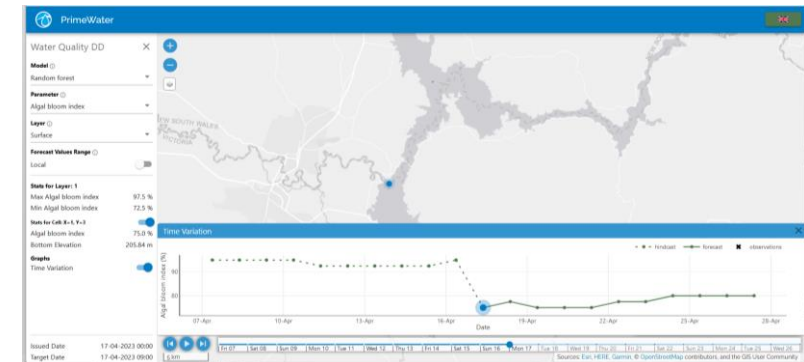 PrimeWater
Water Quality DD
Model
Random forest
Parameter
Algal bloom index
Layer
Surface
Forecast Values Range
Local
Stats for Layer: 1
Max Algal bloom index 97.5 %
Min Algal bloom index 72.5 %
Stats for Cell: X=1, Y=3
Algal bloom index 75.0 %
Bottom Elevation 205.84 m
Graphs
Time Variation
Issued Date 17-04-2023 00:00
Target Date 17-04-2023 09:00
NEW SOUTH WALES
VICTORIA
Time Variation
hindcast forecast observations
Algal bloom index (%)
90
80
07-Apr 10-Apr 13-Apr 16-Apr 19-Apr 22-Apr 25-Apr 28-Apr
Date
Fri 07 Sat 08 Sun 09 Mon 10 Tue 11 Wed 12 Thu 13 Fri 14 Sat 15 Sun 16 Mon 17 Tue 18 Wed 19 Thu 20 Fri 21 Sat 22 Sun 23 Mon 24 Tue 25 Wed 26
5 km
Sources: Esri, HERE, Garmin, © OpenStreetMap contributors, and the GIS User Community